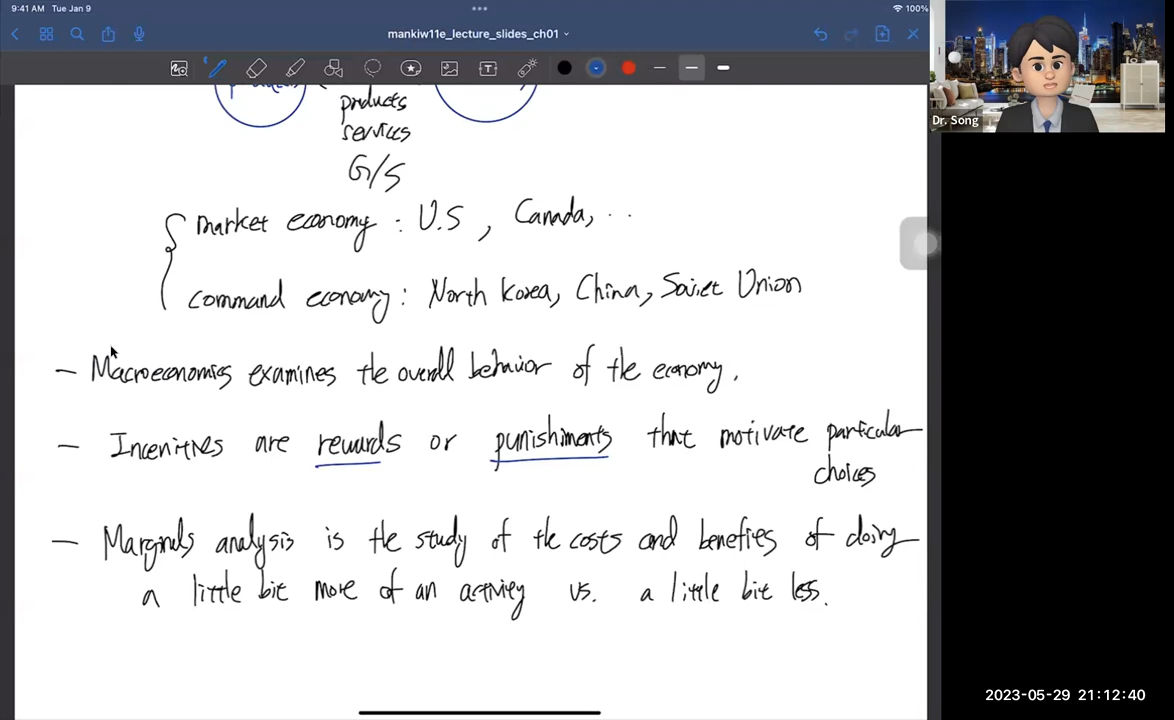 9:41 AM Tue Jan 9
100%
mankiw11e_lecture_slides_ch01
Dr. Song
products
services
G/S
market economy : U.S , Canada, ...
command economy : North Korea, China, Soviet Union
— Macroeconomics examines the overall behavior of the economy.
— Incenitives are rewards or punishments that motivate particular
choices
— Marginals analysis is the study of the costs and benefits of doing
a little bit more of an activity vs. a little bit less.
2023-05-29 21:12:40